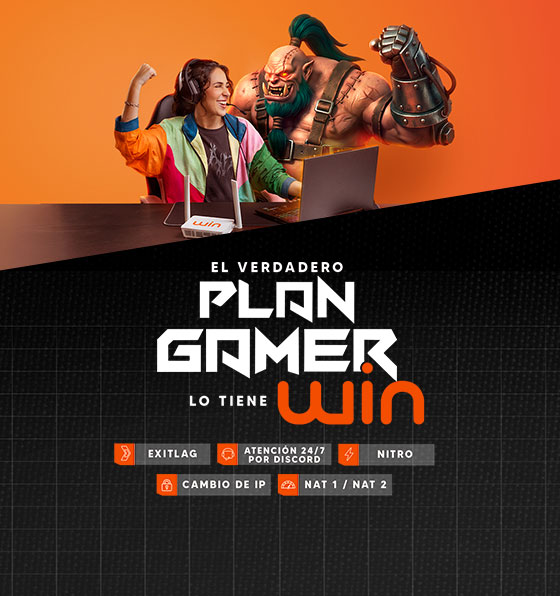 win
EL VERDADERO
PLAN
GAMER
LO TIENE win
EXITLAG
ATENCIÓN 24/7
POR DISCORD
NITRO
CAMBIO DE IP
NAT 1 / NAT 2